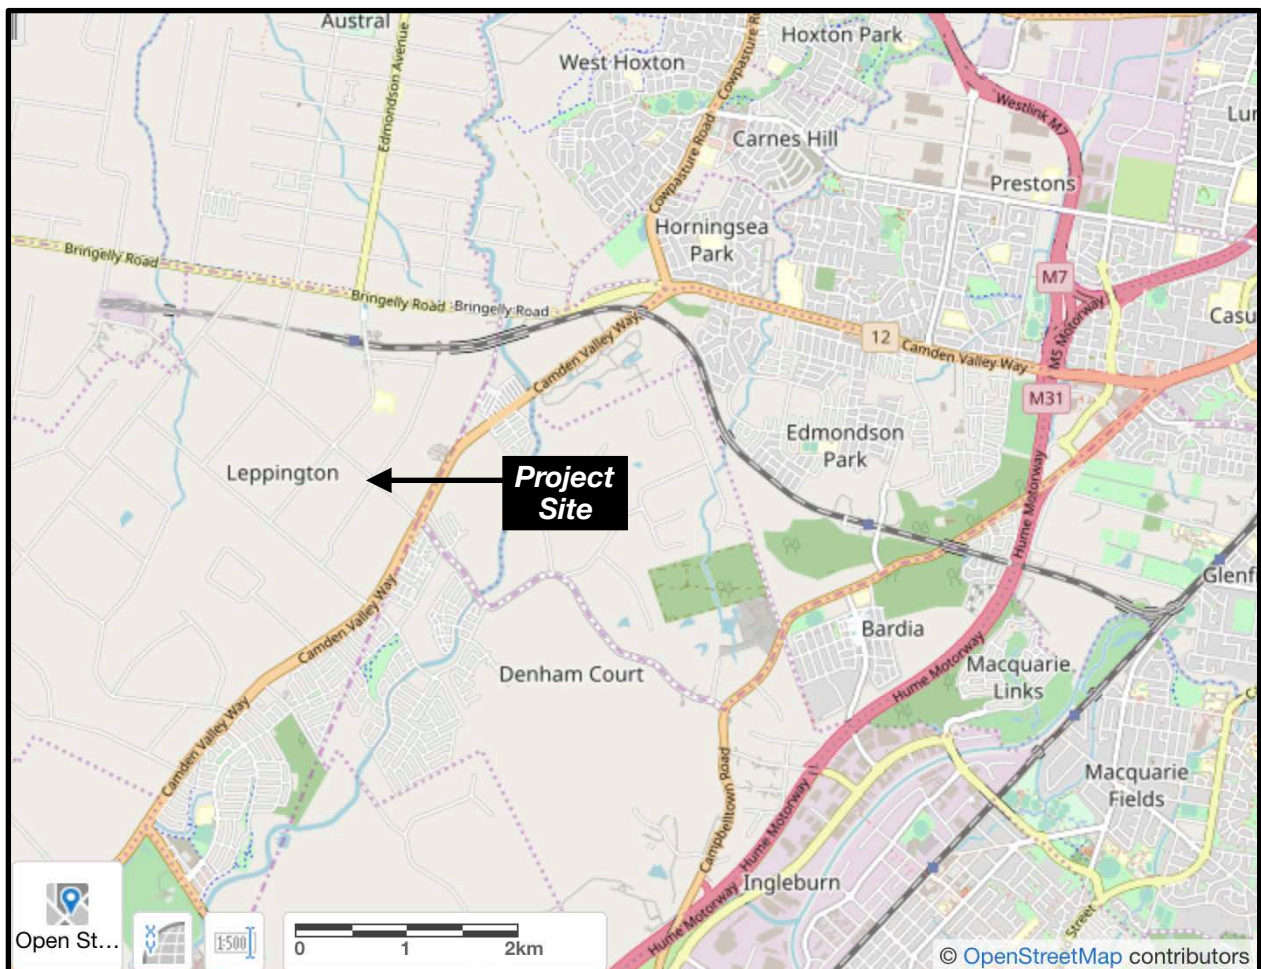 Austral
Hoxton Park
West Hoxton
Cowpasture Road
Edmondson Avenue
Westlink M7
Carnes Hill
Cowpasture Road
Prestons
Horningsea
Park
Bringelly Road
M7
Bringelly Road
Bringelly Road
M5 Motorway
Camden Valley Way
12
Camden Valley Way
M31
Edmondson
Park
Leppington
Project
Site
Hume Motorway
Camden Valley Way
Bardia
Denham Court
Hume Motorway
Macquarie
Links
Camden Valley Way
Campbelltown Road
Hume Motorway
Macquarie
Fields
Ingleburn
Hume Motorway
Open St...
XY
1:500
0
1
2km
© OpenStreetMap contributors